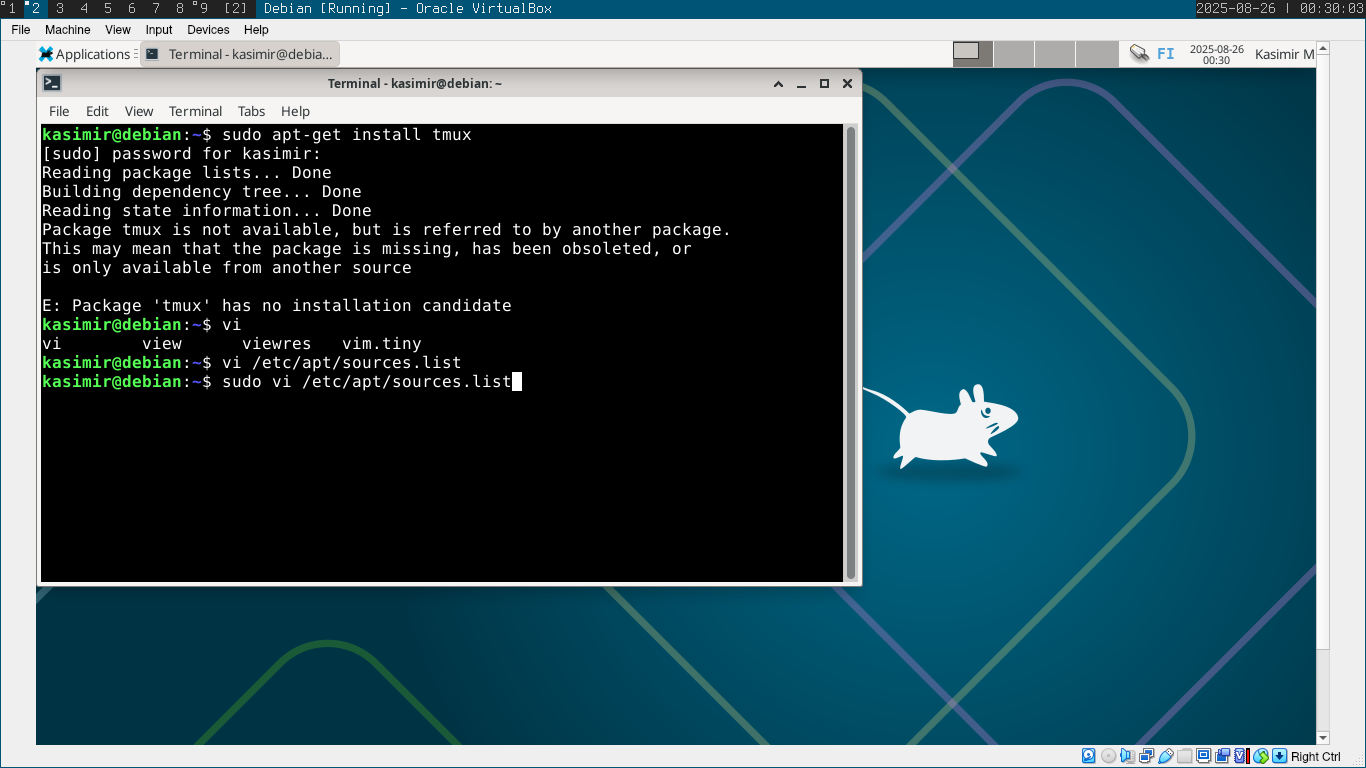 1 2 3 4 5 6 7 8 9 [2] Debian [Running] - Oracle VirtualBox 2025-08-26 | 00:30:03
File Machine View Input Devices Help
Applications Terminal - kasimir@debia... FI 2025-08-26 00:30 Kasimir M
Terminal - kasimir@debian: ~
File Edit View Terminal Tabs Help
kasimir@debian:~$ sudo apt-get install tmux
[sudo] password for kasimir:
Reading package lists... Done
Building dependency tree... Done
Reading state information... Done
Package tmux is not available, but is referred to by another package.
This may mean that the package is missing, has been obsoleted, or
is only available from another source
E: Package 'tmux' has no installation candidate
kasimir@debian:~$ vi
vi view viewres vim.tiny
kasimir@debian:~$ vi /etc/apt/sources.list
kasimir@debian:~$ sudo vi /etc/apt/sources.list
Right Ctrl